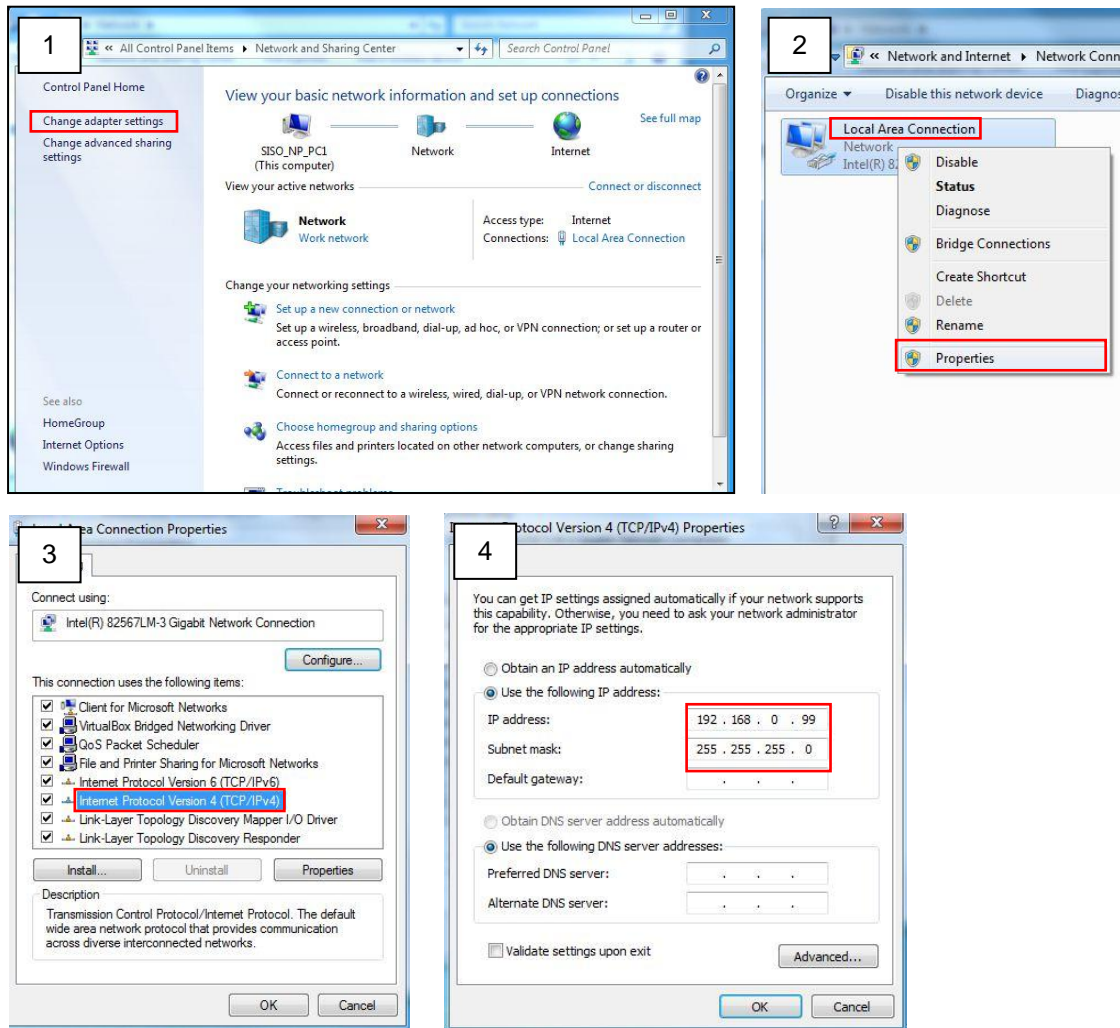 1
« All Control Panel Items ▸ Network and Sharing Center
Search Control Panel
Control Panel Home
Change adapter settings
Change advanced sharing
settings
See also
HomeGroup
Internet Options
Windows Firewall
View your basic network information and set up connections
See full map
SISO_NP_PC1
(This computer)
Network
Internet
View your active networks
Connect or disconnect
Network
Work network
Access type: Internet
Connections: Local Area Connection
Change your networking settings
Set up a new connection or network
Set up a wireless, broadband, dial-up, ad hoc, or VPN connection; or set up a router or
access point.
Connect to a network
Connect or reconnect to a wireless, wired, dial-up, or VPN network connection.
Choose homegroup and sharing options
Access files and printers located on other network computers, or change sharing
settings.
2
« Network and Internet ▸ Network Conn
Organize ▾ Disable this network device Diagnos
Local Area Connection
Network
Intel(R) 8
Disable
Status
Diagnose
Bridge Connections
Create Shortcut
Delete
Rename
Properties
3
ea Connection Properties
Connect using:
Intel(R) 82567LM-3 Gigabit Network Connection
Configure...
This connection uses the following items:
Client for Microsoft Networks
VirtualBox Bridged Networking Driver
QoS Packet Scheduler
File and Printer Sharing for Microsoft Networks
Internet Protocol Version 6 (TCP/IPv6)
Internet Protocol Version 4 (TCP/IPv4)
Link-Layer Topology Discovery Mapper I/O Driver
Link-Layer Topology Discovery Responder
Install... Uninstall Properties
Description
Transmission Control Protocol/Internet Protocol. The default
wide area network protocol that provides communication
across diverse interconnected networks.
OK Cancel
4
otocol Version 4 (TCP/IPv4) Properties
You can get IP settings assigned automatically if your network supports
this capability. Otherwise, you need to ask your network administrator
for the appropriate IP settings.
Obtain an IP address automatically
Use the following IP address:
IP address: 192 . 168 . 0 . 99
Subnet mask: 255 . 255 . 255 . 0
Default gateway: . . .
Obtain DNS server address automatically
Use the following DNS server addresses:
Preferred DNS server: . . .
Alternate DNS server: . . .
Validate settings upon exit
Advanced...
OK Cancel